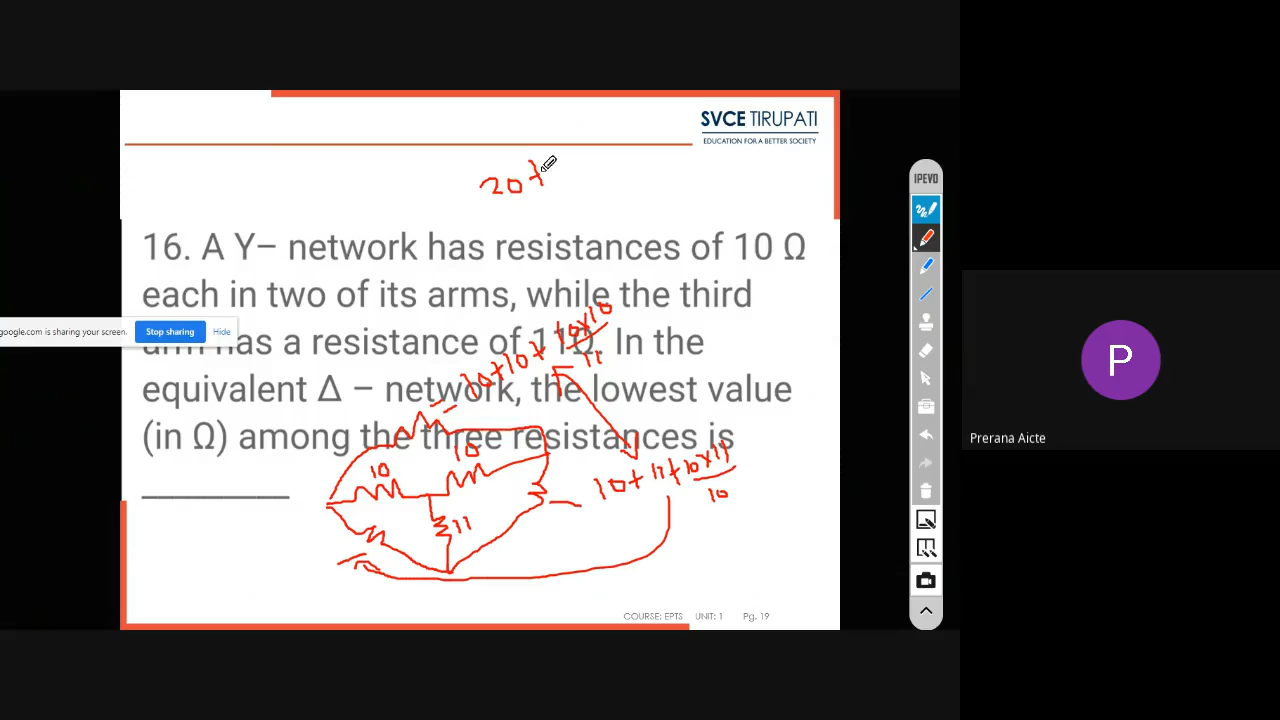 SVCE TIRUPATI
EDUCATION FOR A BETTER SOCIETY
20+
16. A Y– network has resistances of 10 Ω
each in two of its arms, while the third
arm has a resistance of 11Ω. In the
equivalent Δ – network, the lowest value
(in Ω) among the three resistances is
____________
google.com is sharing your screen.
Stop sharing
Hide
= 10+10+ 10×10
11
10
10
11
10+11+ 10×11
10
COURSE: EPTS UNIT: 1 Pg. 19
IPEVO
P
Prerana Aicte